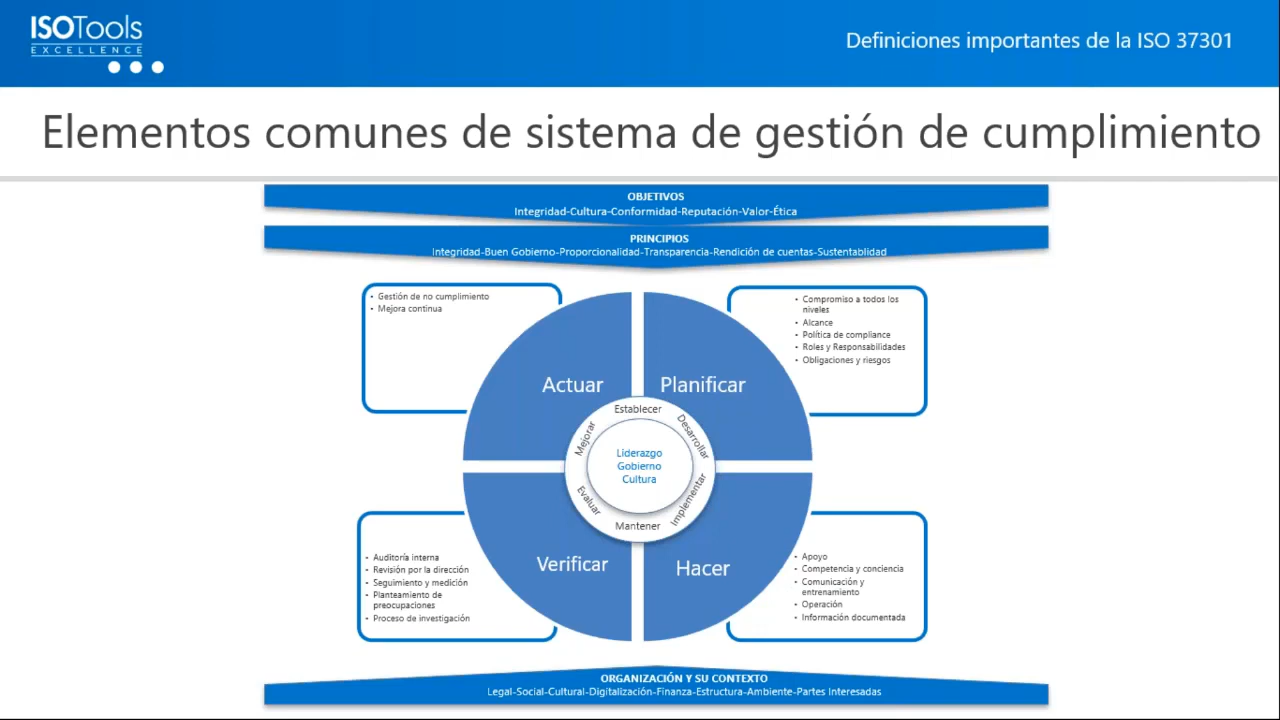 ISOTools
EXCELLENCE
Definiciones importantes de la ISO 37301
Elementos comunes de sistema de gestión de cumplimiento
OBJETIVOS
Integridad-Cultura-Conformidad-Reputación-Valor-Ética
PRINCIPIOS
Integridad-Buen Gobierno-Proporcionalidad-Transparencia-Rendición de cuentas-Sustentablidad
• Gestión de no cumplimiento
• Mejora continua
• Compromiso a todos los
niveles
• Alcance
• Política de compliance
• Roles y Responsabilidades
• Obligaciones y riesgos
Actuar
Planificar
Establecer
Desarrollar
Implementar
Mantener
Evaluar
Mejorar
Liderazgo
Gobierno
Cultura
Verificar
Hacer
• Auditoría interna
• Revisión por la dirección
• Seguimiento y medición
• Planteamiento de
preocupaciones
• Proceso de investigación
• Apoyo
• Competencia y conciencia
• Comunicación y
entrenamiento
• Operación
• Información documentada
ORGANIZACIÓN Y SU CONTEXTO
Legal-Social-Cultural-Digitalización-Finanza-Estructura-Ambiente-Partes Interesadas